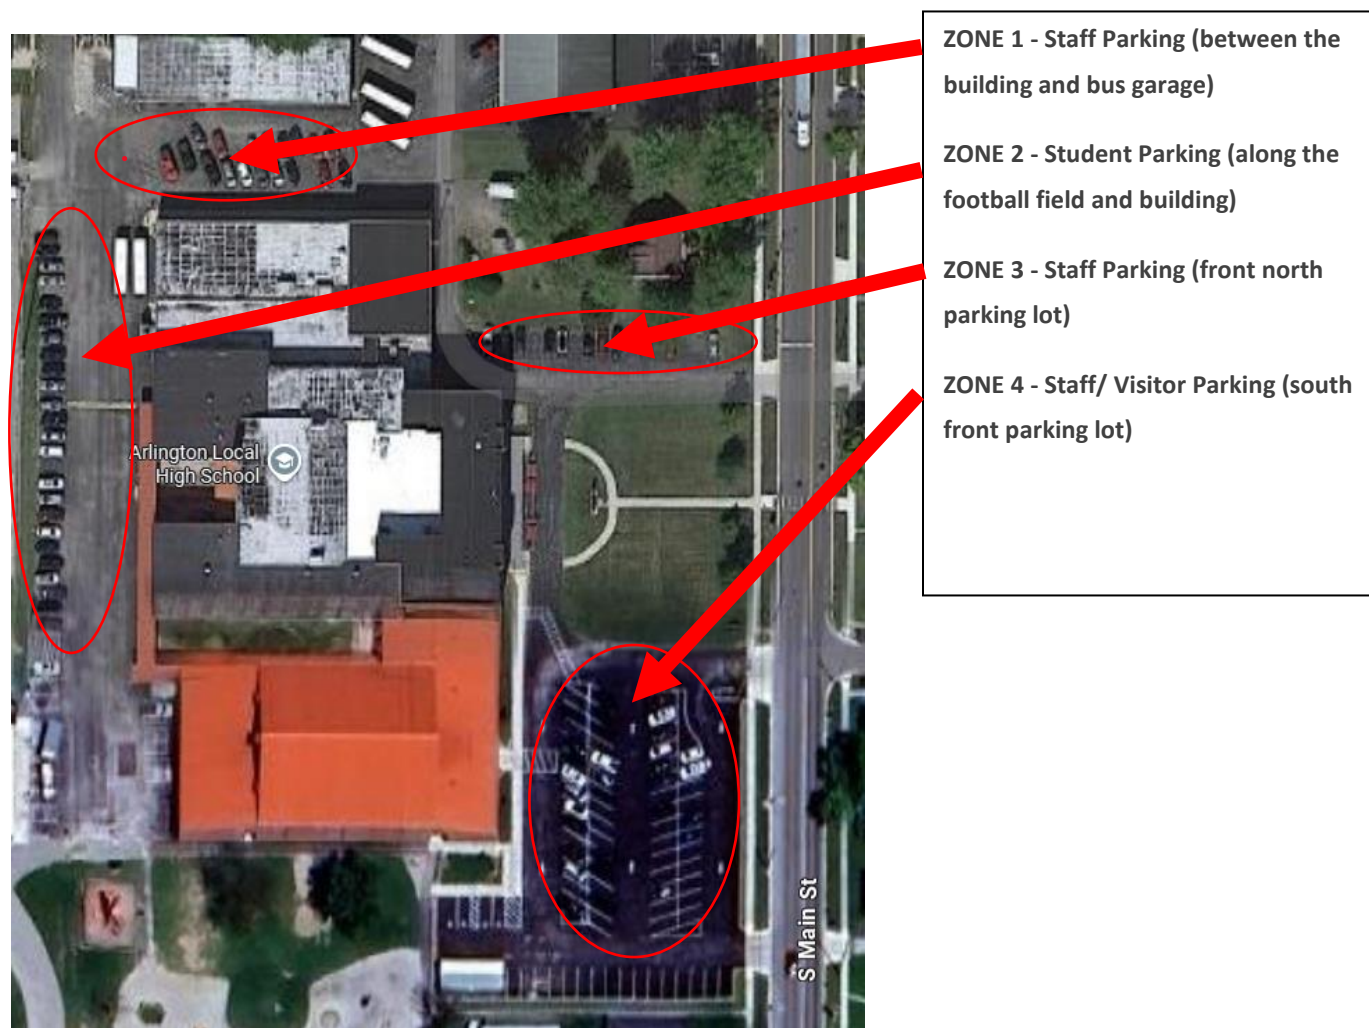 ZONE 1 - Staff Parking (between the
building and bus garage)
ZONE 2 - Student Parking (along the
football field and building)
ZONE 3 - Staff Parking (front north
parking lot)
ZONE 4 - Staff/ Visitor Parking (south
front parking lot)
Arlington Local
High School
S Main St